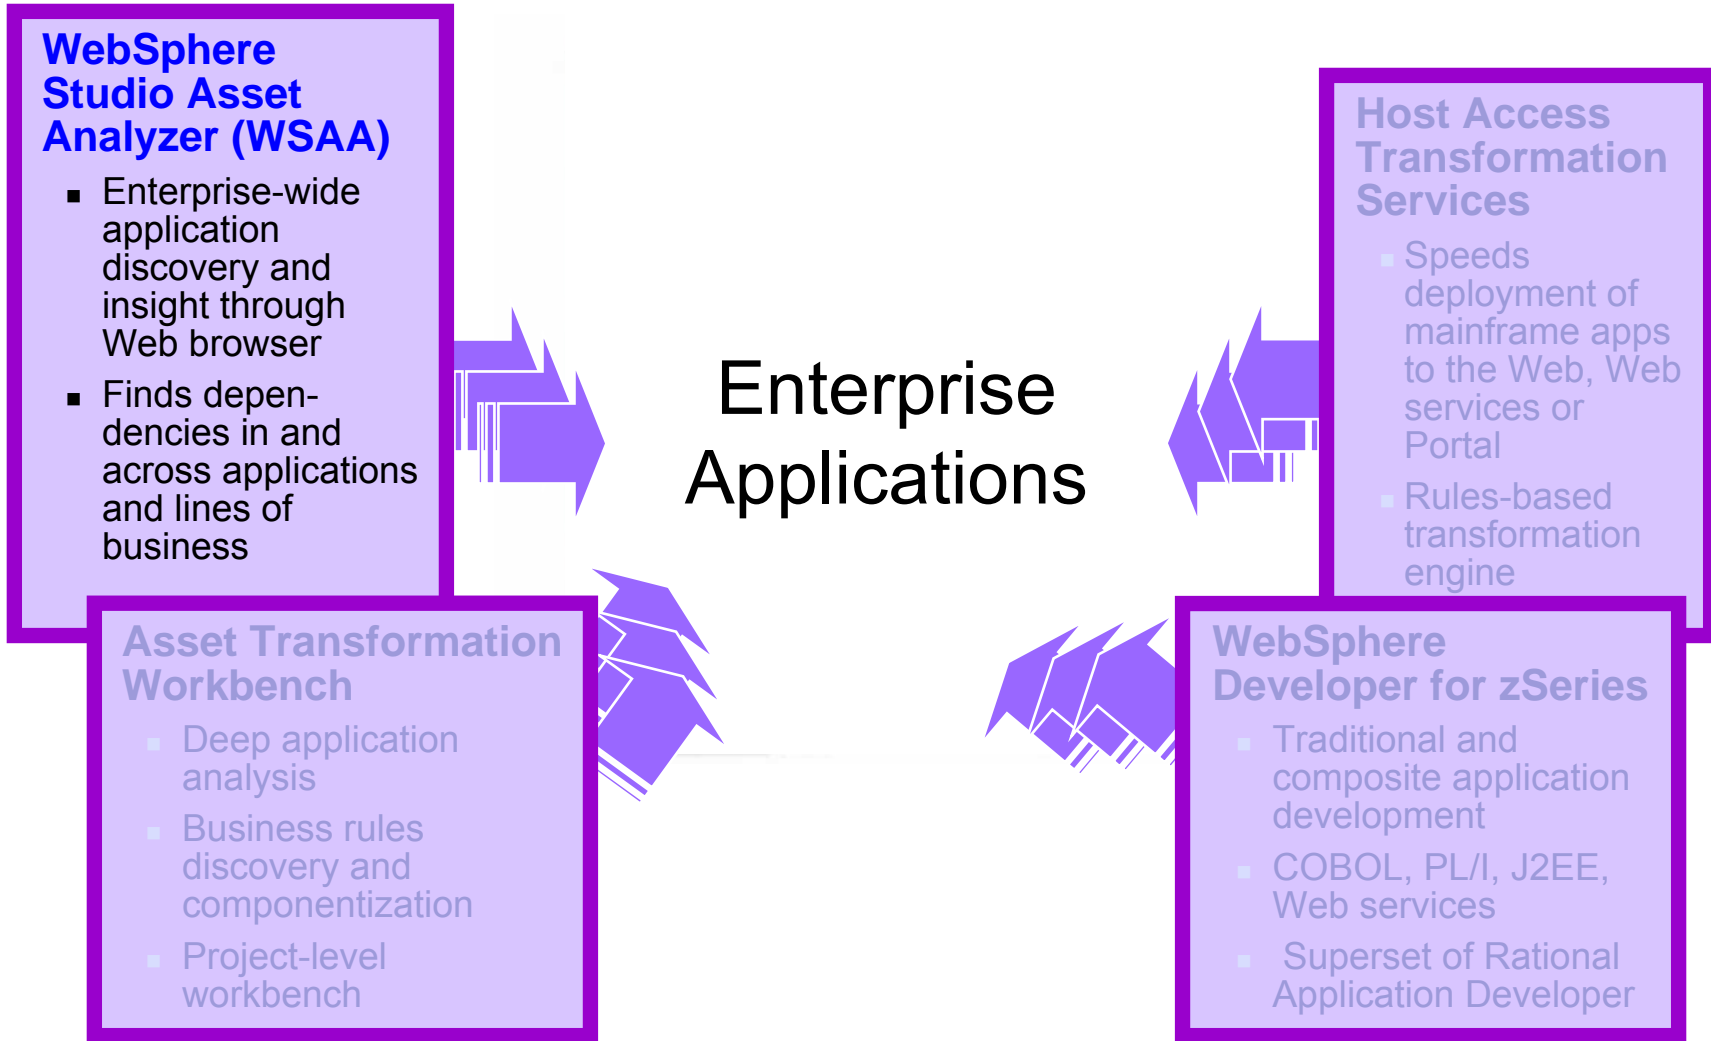 WebSphere
Studio Asset
Analyzer (WSAA)
Enterprise-wide
application
discovery and
insight through
Web browser
Finds depen-
dencies in and
across applications
and lines of
business
Asset Transformation
Workbench
Deep application
analysis
Business rules
discovery and
componentization
Project-level
workbench
Enterprise
Applications
Host Access
Transformation
Services
Speeds
deployment of
mainframe apps
to the Web, Web
services or
Portal
Rules-based
transformation
engine
WebSphere
Developer for zSeries
Traditional and
composite application
development
COBOL, PL/I, J2EE,
Web services
Superset of Rational
Application Developer